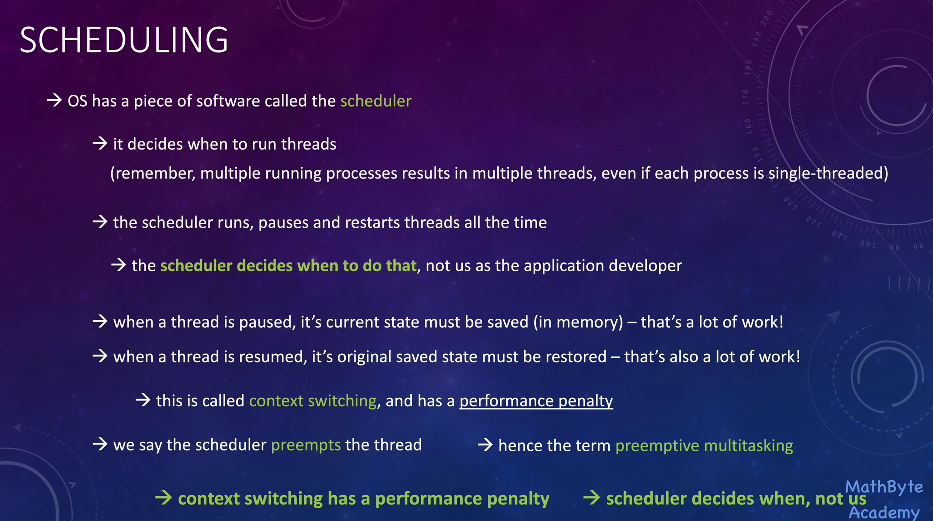 SCHEDULING
→ OS has a piece of software called the scheduler
→ it decides when to run threads
(remember, multiple running processes results in multiple threads, even if each process is single-threaded)
→ the scheduler runs, pauses and restarts threads all the time
→ the scheduler decides when to do that, not us as the application developer
→ when a thread is paused, it's current state must be saved (in memory) – that's a lot of work!
→ when a thread is resumed, it's original saved state must be restored – that's also a lot of work!
→ this is called context switching, and has a performance penalty
→ we say the scheduler preempts the thread → hence the term preemptive multitasking
→ context switching has a performance penalty → scheduler decides when, not us
MathByte
Academy